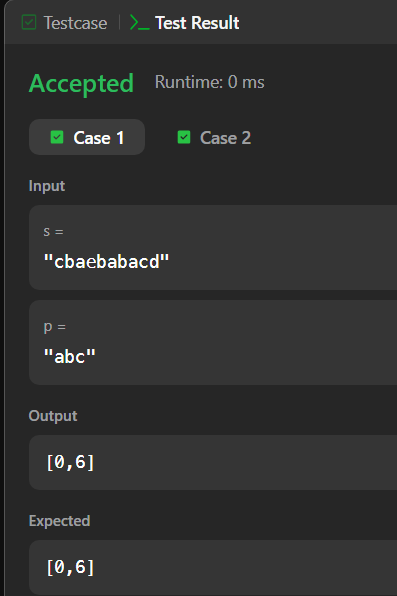 Testcase Test Result
Accepted Runtime: 0 ms
Case 1 Case 2
Input
s =
"cbaebabacd"
p =
"abc"
Output
[0,6]
Expected
[0,6]